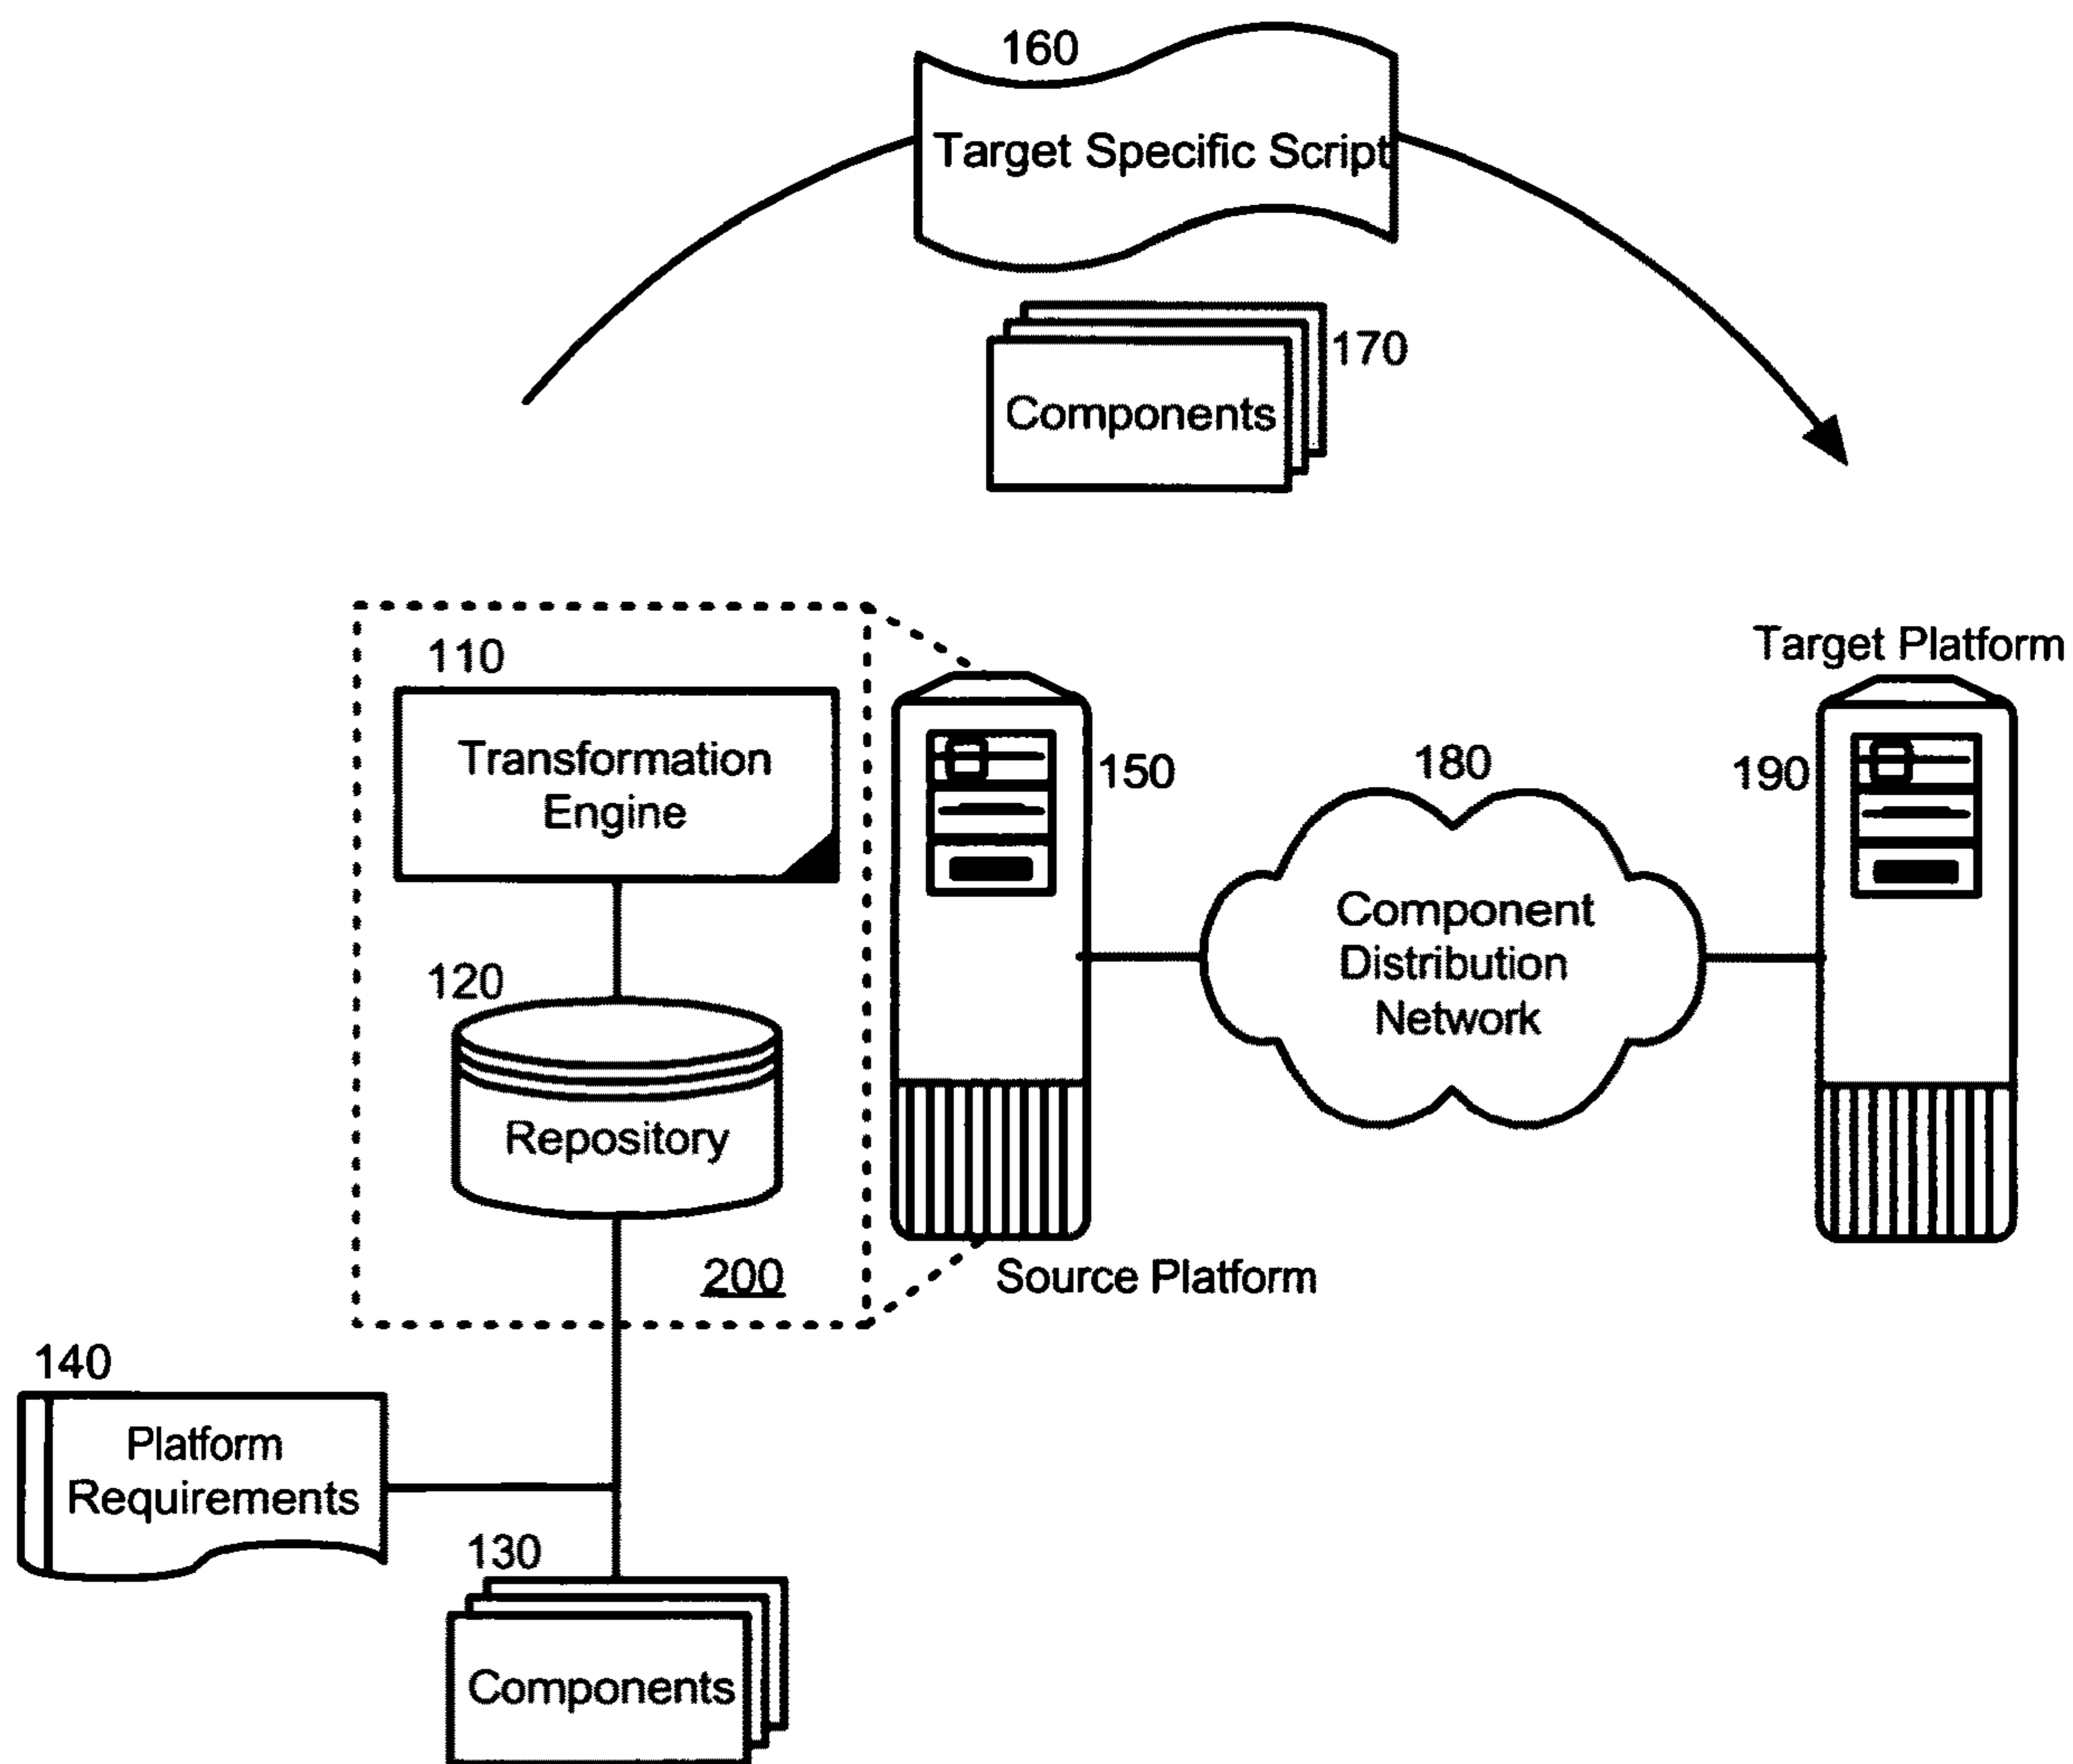 160
Target Specific Script
170
Components
110
Transformation
Engine
120
Repository
200
150
Source Platform
180
Component
Distribution
Network
Target Platform
190
140
Platform
Requirements
130
Components